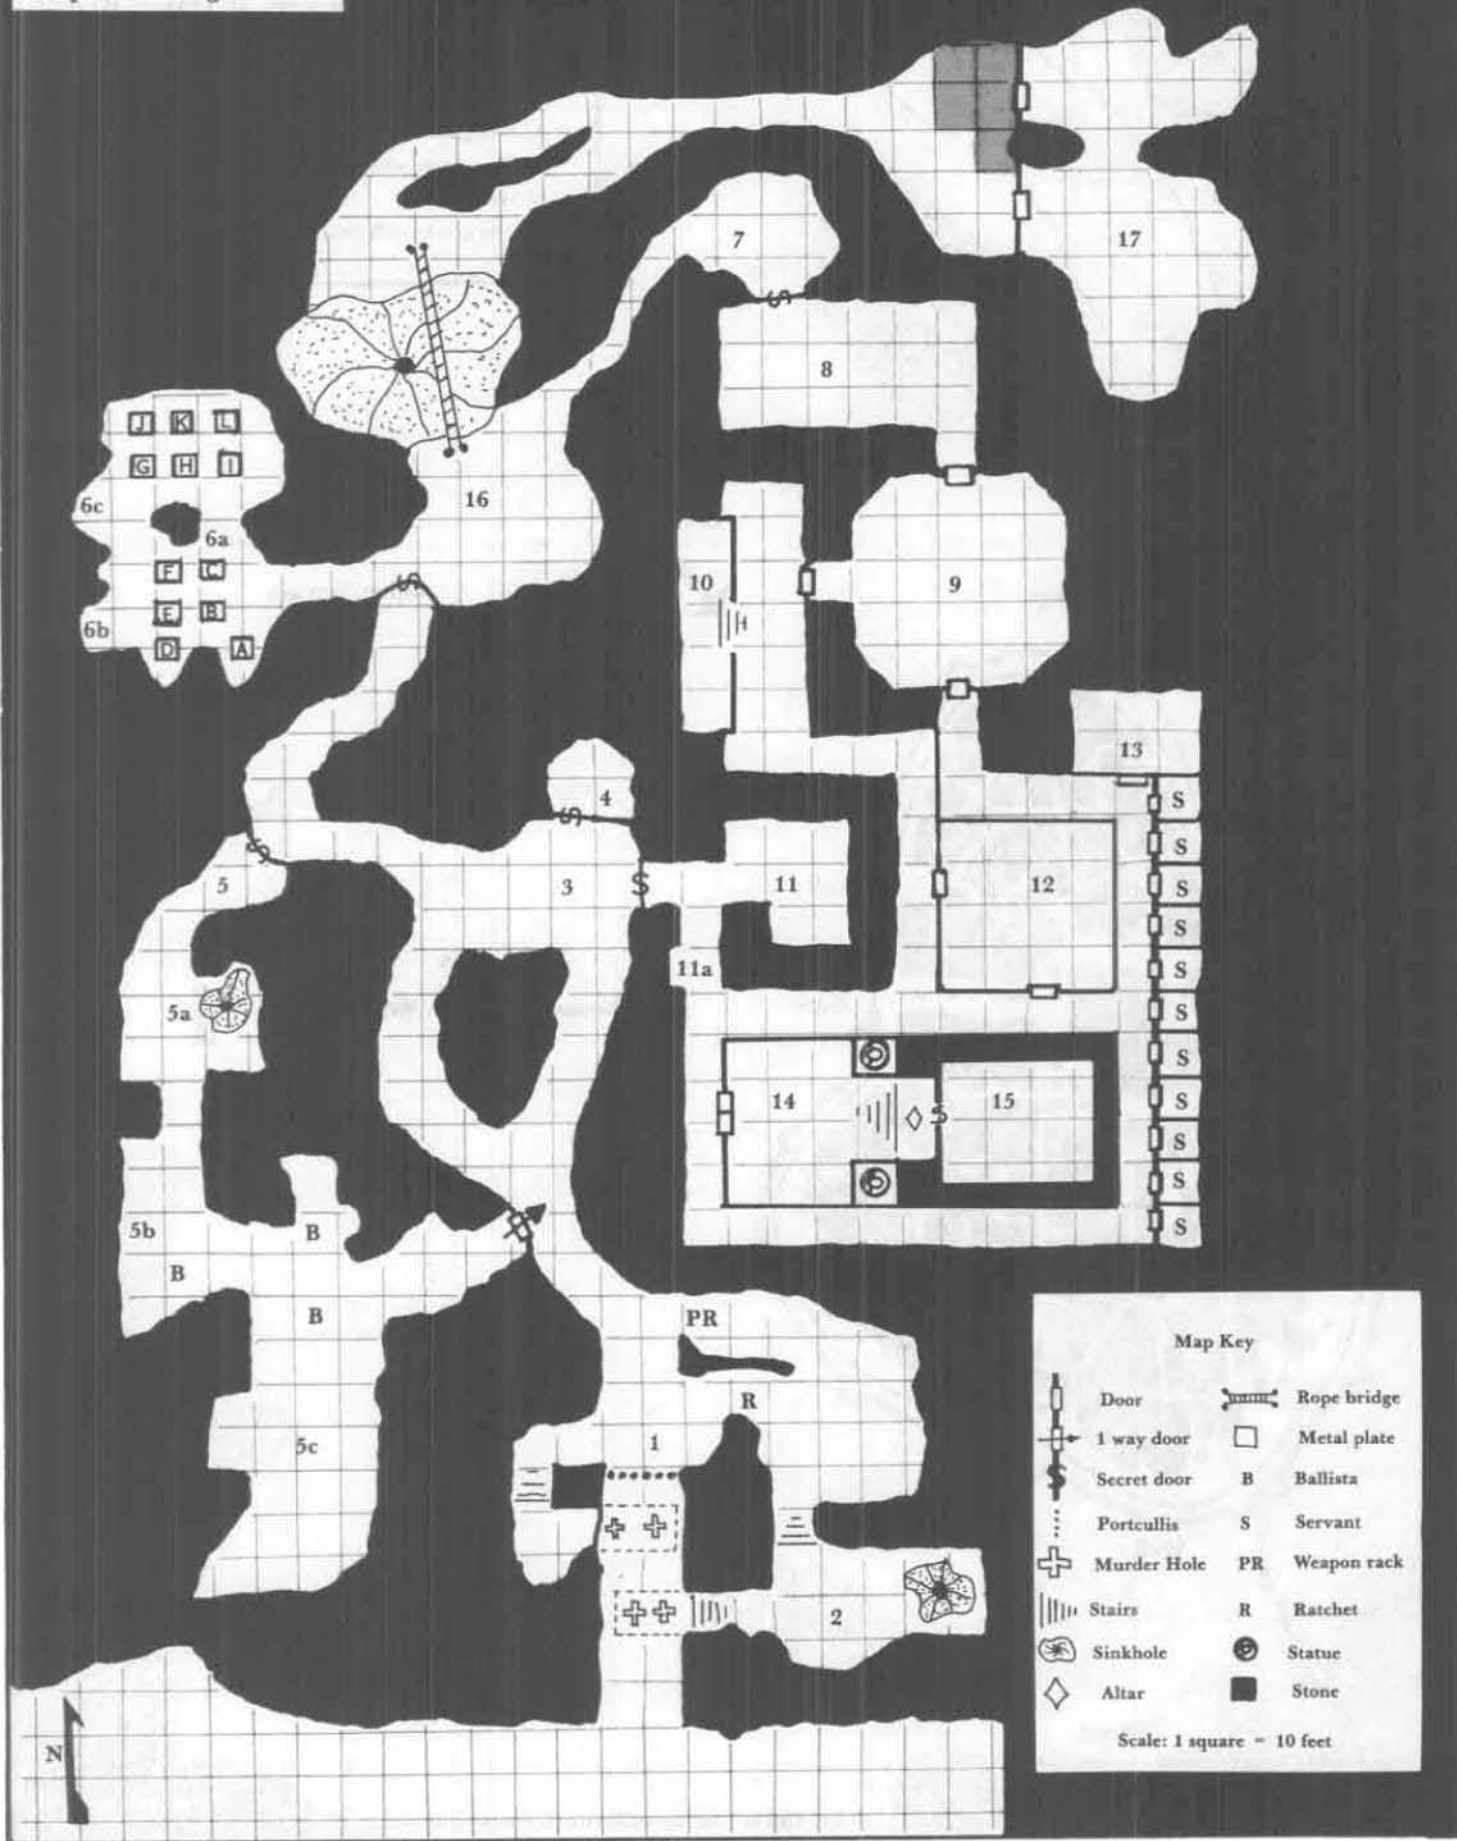 7
17
8
J K L
G H I
6c
16
6a
10
9
F C
E B
6b
D A
13
4
S
S
5
3
11
12
S
S
11a
S
5a
S
S
14
15
S
S
5b
B
S
B
S
B
PR
R
5c
1
2
N
Map Key
Door
Rope bridge
1 way door
Metal plate
Secret door
B Ballista
Portcullis
S Servant
Murder Hole
PR Weapon rack
Stairs
R Ratchet
Sinkhole
Statue
Altar
Stone
Scale: 1 square = 10 feet